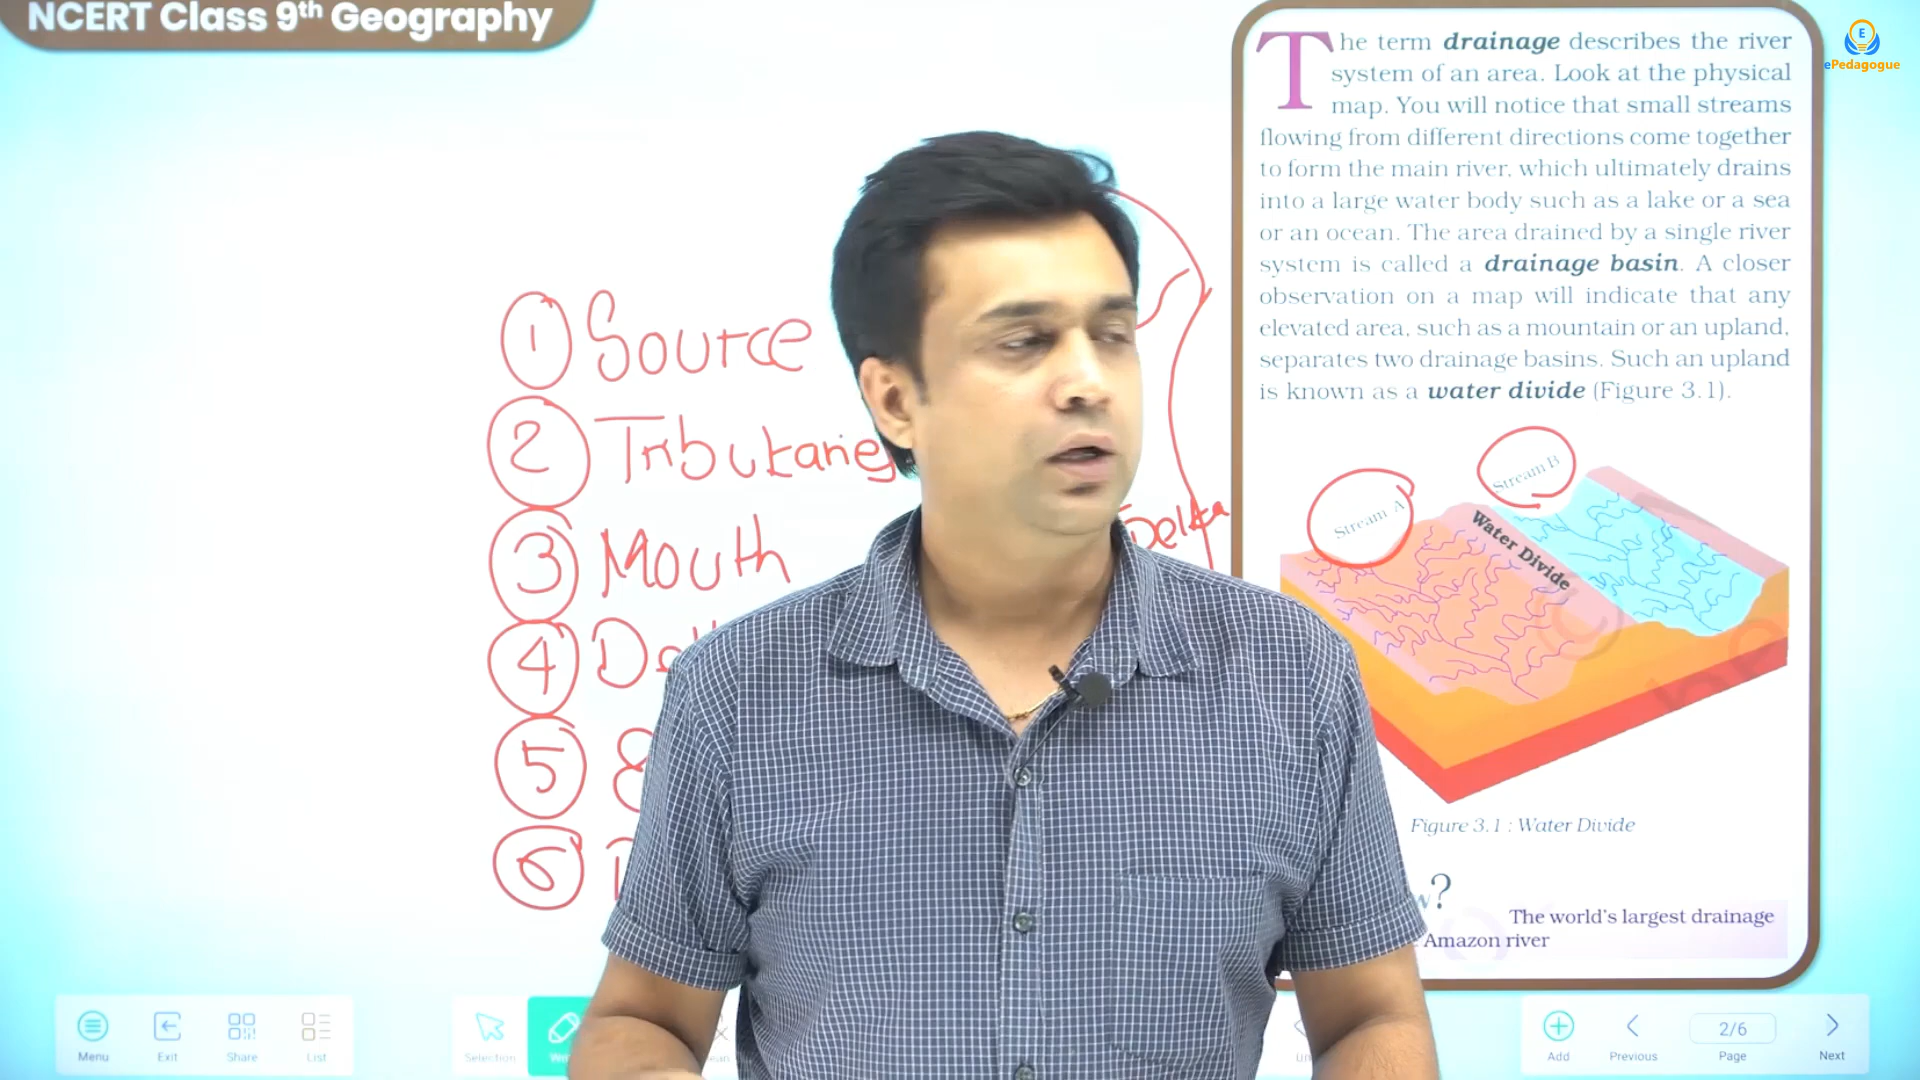 NCERT Class 9th Geography
ePedagogue
The term drainage describes the river
system of an area. Look at the physical
map. You will notice that small streams
flowing from different directions come together
to form the main river, which ultimately drains
into a large water body such as a lake or a sea
or an ocean. The area drained by a single river
system is called a drainage basin. A closer
observation on a map will indicate that any
elevated area, such as a mountain or an upland,
separates two drainage basins. Such an upland
is known as a water divide (Figure 3.1).
① Source
② Tributaries
③ Mouth
④
⑤
⑥
Delta
Stream A
Stream B
Water Divide
Figure 3.1 : Water Divide
The world's largest drainage
Amazon river
Menu
Exit
Share
List
Selection
Add
Previous
2/6
Page
Next